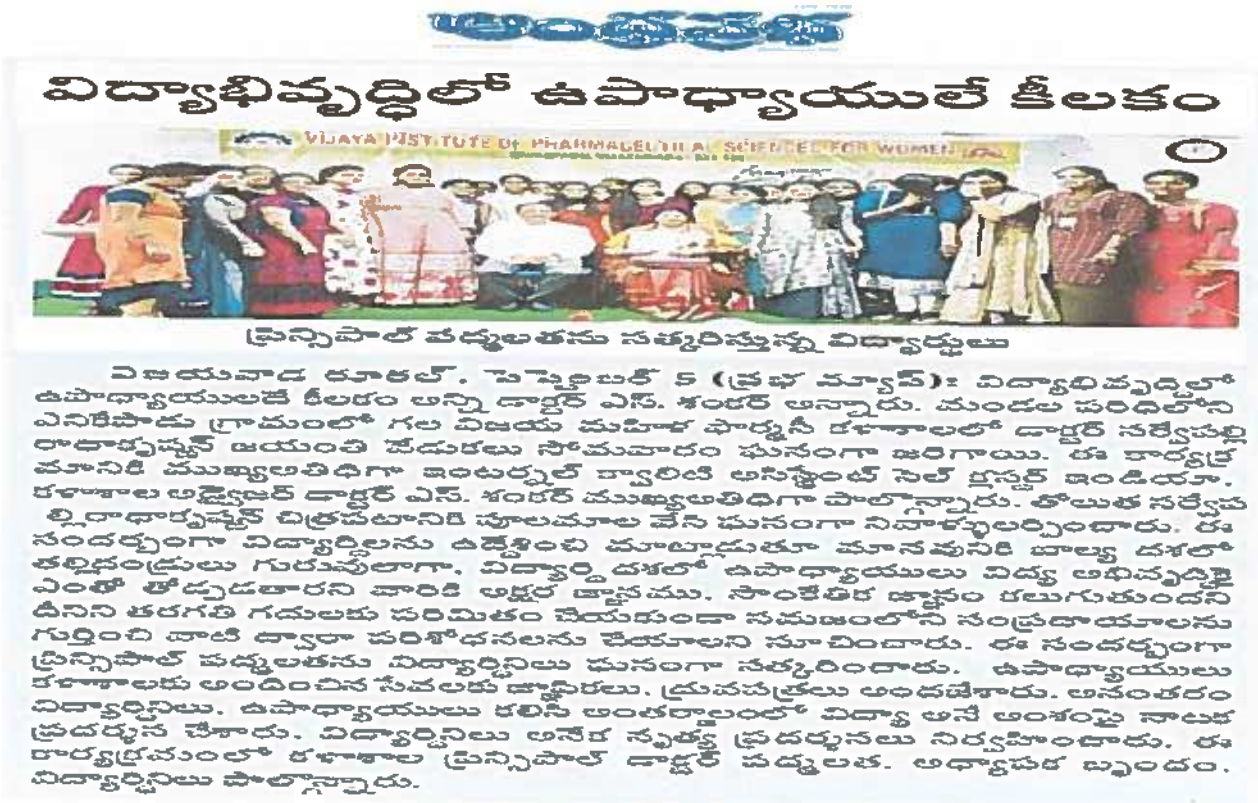 విద్యాభివృద్ధిలో ఉపాధ్యాయులే కీలకం
VIJAYA INSTITUTE OF PHARMACEUTICAL SCIENCES FOR WOMEN
ప్రిన్సిపాల్ పద్మలతను సత్కరిస్తున్న విద్యార్థులు
విజయవాడ రూరల్, సెప్టెంబర్ 5 (ప్రభ న్యూస్): విద్యాభివృద్ధిలో
ఉపాధ్యాయులదే కీలకం అన్ని డాక్టర్ ఎస్. శంకర్ అన్నారు. మండల పరిధిలోని
ఎనికేపాడు గ్రామంలో గల విజయ మహిళ ఫార్మసీ కళాశాలలో డాక్టర్ సర్వేపల్లి
రాధాకృష్ణన్ జయంతి వేడుకలు సోమవారం ఘనంగా జరిగాయి. ఈ కార్యక్ర
మానికి ముఖ్యఅతిథిగా ఇంటర్నల్ క్వాలిటి అసిస్టెంట్ సెల్ క్లస్టర్ ఇండియా,
కళాశాల అడ్వైజర్ డాక్టర్ ఎస్. శంకర్ ముఖ్యఅతిథిగా పాల్గొన్నారు. తోలుత సర్వేప
ల్లిరాధాకృష్ణన్ చిత్రపటానికి పూలమాల వేసి ఘనంగా నివాళ్ళులర్పించారు. ఈ
సందర్భంగా విద్యార్థిలను ఉద్దేశించి మాట్లాడుతూ మానవునికి బాల్య దశలో
తల్లిదండ్రులు గురువులాగా, విద్యార్ధి దశలో ఉపాధ్యాయులు విద్య అభివృద్ధిపై
ఎంతో తోడ్పడతారని వారికి అక్షర జ్ఞానము, సాంకేతిక జ్ఞానం కలుగుతుందని
దీనిని తరగతి గదులకు పరిమితం చేయకుండా సమజంలోని సంప్రదాయాలను
గుర్తించి వాటి ద్వారా పరిశోధనలను చేయాలని సూచించారు. ఈ సందర్భంగా
ప్రిన్సిపాల్ పద్మలతను విద్యార్థినిలు ఘనంగా సత్కరించారు. ఉపాధ్యాయులు
కళాశాలకు అందించిన సేవలకు జ్ఞాపికలు, ధ్రువపత్రలు అంధజేశారు. అనంతరం
విద్యార్థినిలు, ఉపాధ్యాయులు కలిసి అంతర్జాలంలో విద్యా అనే అంశంపై నాటక
ప్రదర్శన చేశారు. విద్యార్థినిలు అనేక నృత్య ప్రదర్శనలు నిర్వహించారు. ఈ
కార్యక్రమంలో కళాశాల ప్రిన్సిపాల్ డాక్టర్ పద్మలత, అధ్యాపక బృందం,
విద్యార్థినిలు పాల్గొన్నారు.